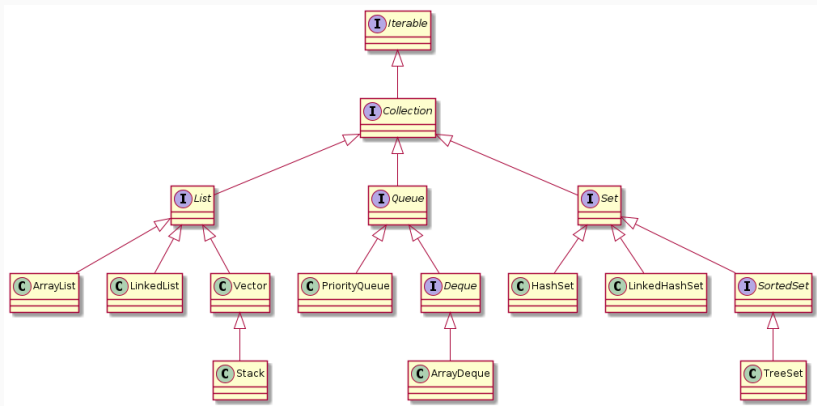 I Iterable
I Collection
I List
I Queue
I Set
C ArrayList
C LinkedList
C Vector
C PriorityQueue
I Deque
C HashSet
C LinkedHashSet
I SortedSet
C Stack
C ArrayDeque
C TreeSet